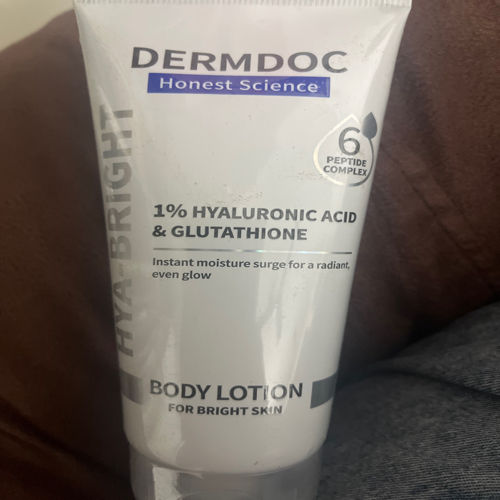 DERMDOC
Honest Science
HYA-BRIGHT
6
PEPTIDE
COMPLEX
1% HYALURONIC ACID
& GLUTATHIONE
Instant moisture surge for a radiant,
even glow
BODY LOTION
FOR BRIGHT SKIN